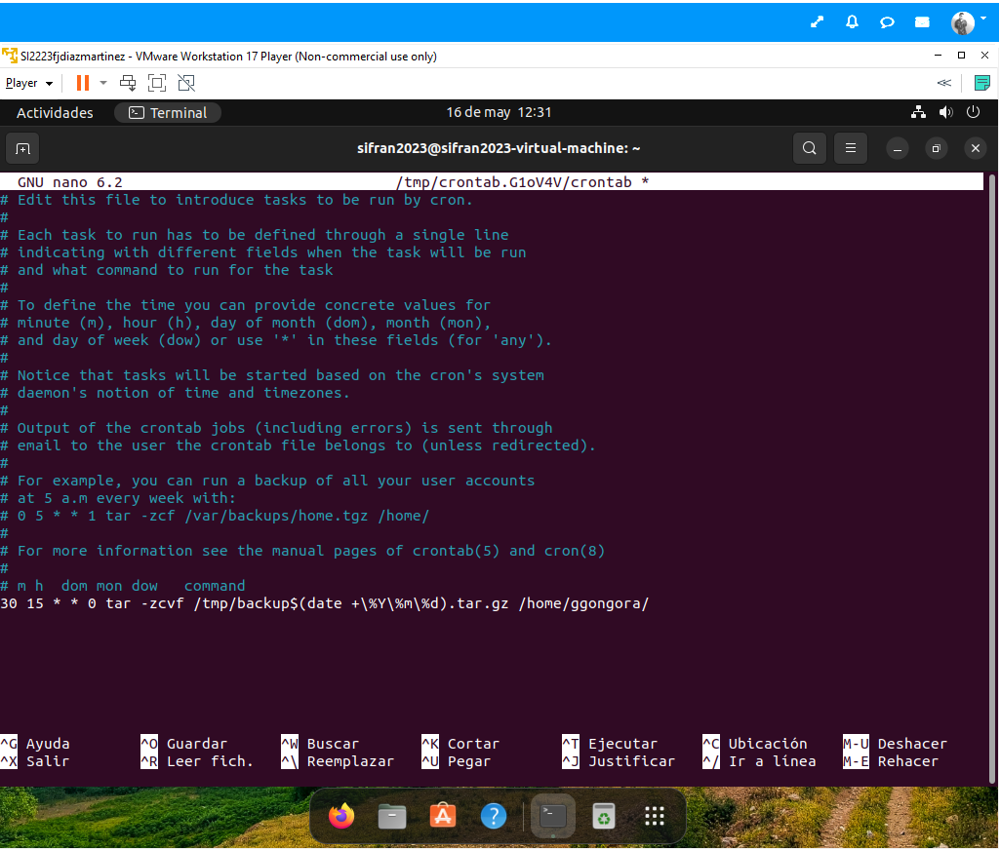 SI2223fjdiazmartinez - VMware Workstation 17 Player (Non-commercial use only)
Player
Actividades
Terminal
16 de may 12:31
sifran2023@sifran2023-virtual-machine: ~
GNU nano 6.2 /tmp/crontab.G1oV4V/crontab *
# Edit this file to introduce tasks to be run by cron.
#
# Each task to run has to be defined through a single line
# indicating with different fields when the task will be run
# and what command to run for the task
#
# To define the time you can provide concrete values for
# minute (m), hour (h), day of month (dom), month (mon),
# and day of week (dow) or use '*' in these fields (for 'any').
#
# Notice that tasks will be started based on the cron's system
# daemon's notion of time and timezones.
#
# Output of the crontab jobs (including errors) is sent through
# email to the user the crontab file belongs to (unless redirected).
#
# For example, you can run a backup of all your user accounts
# at 5 a.m every week with:
# 0 5 * * 1 tar -zcf /var/backups/home.tgz /home/
#
# For more information see the manual pages of crontab(5) and cron(8)
#
# m h  dom mon dow   command
30 15 * * 0 tar -zcvf /tmp/backup$(date +\%Y\%m\%d).tar.gz /home/ggongora/
^G Ayuda ^O Guardar ^W Buscar ^K Cortar ^T Ejecutar ^C Ubicación M-U Deshacer
^X Salir ^R Leer fich. ^\ Reemplazar ^U Pegar ^J Justificar ^/ Ir a línea M-E Rehacer